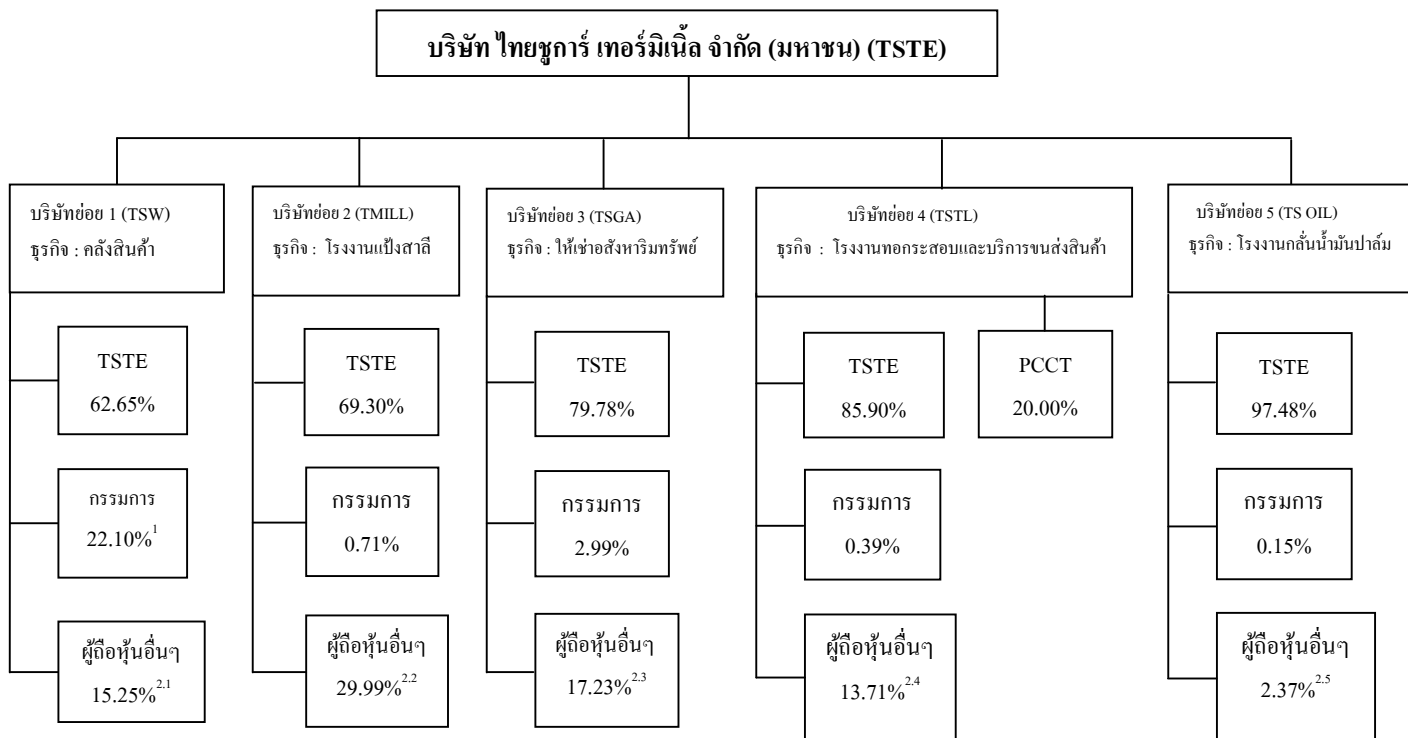 บริษัท ไทยชูการ์ เทอร์มิเนิ้ล จำกัด (มหาชน) (TSTE)
บริษัทย่อย 1 (TSW)
ธุรกิจ : คลังสินค้า
TSTE
62.65%
กรรมการ
22.10%1
ผู้ถือหุ้นอื่นๆ
15.25%2.1
บริษัทย่อย 2 (TMILL)
ธุรกิจ : โรงงานแป้งสาลี
TSTE
69.30%
กรรมการ
0.71%
ผู้ถือหุ้นอื่นๆ
29.99%2.2
บริษัทย่อย 3 (TSGA)
ธุรกิจ : ให้เช่าอสังหาริมทรัพย์
TSTE
79.78%
กรรมการ
2.99%
ผู้ถือหุ้นอื่นๆ
17.23%2.3
บริษัทย่อย 4 (TSTL)
ธุรกิจ : โรงงานทอกระสอบและบริการขนส่งสินค้า
TSTE
85.90%
PCCT
20.00%
กรรมการ
0.39%
ผู้ถือหุ้นอื่นๆ
13.71%2.4
บริษัทย่อย 5 (TS OIL)
ธุรกิจ : โรงงานกลั่นน้ำมันปาล์ม
TSTE
97.48%
กรรมการ
0.15%
ผู้ถือหุ้นอื่นๆ
2.37%2.5